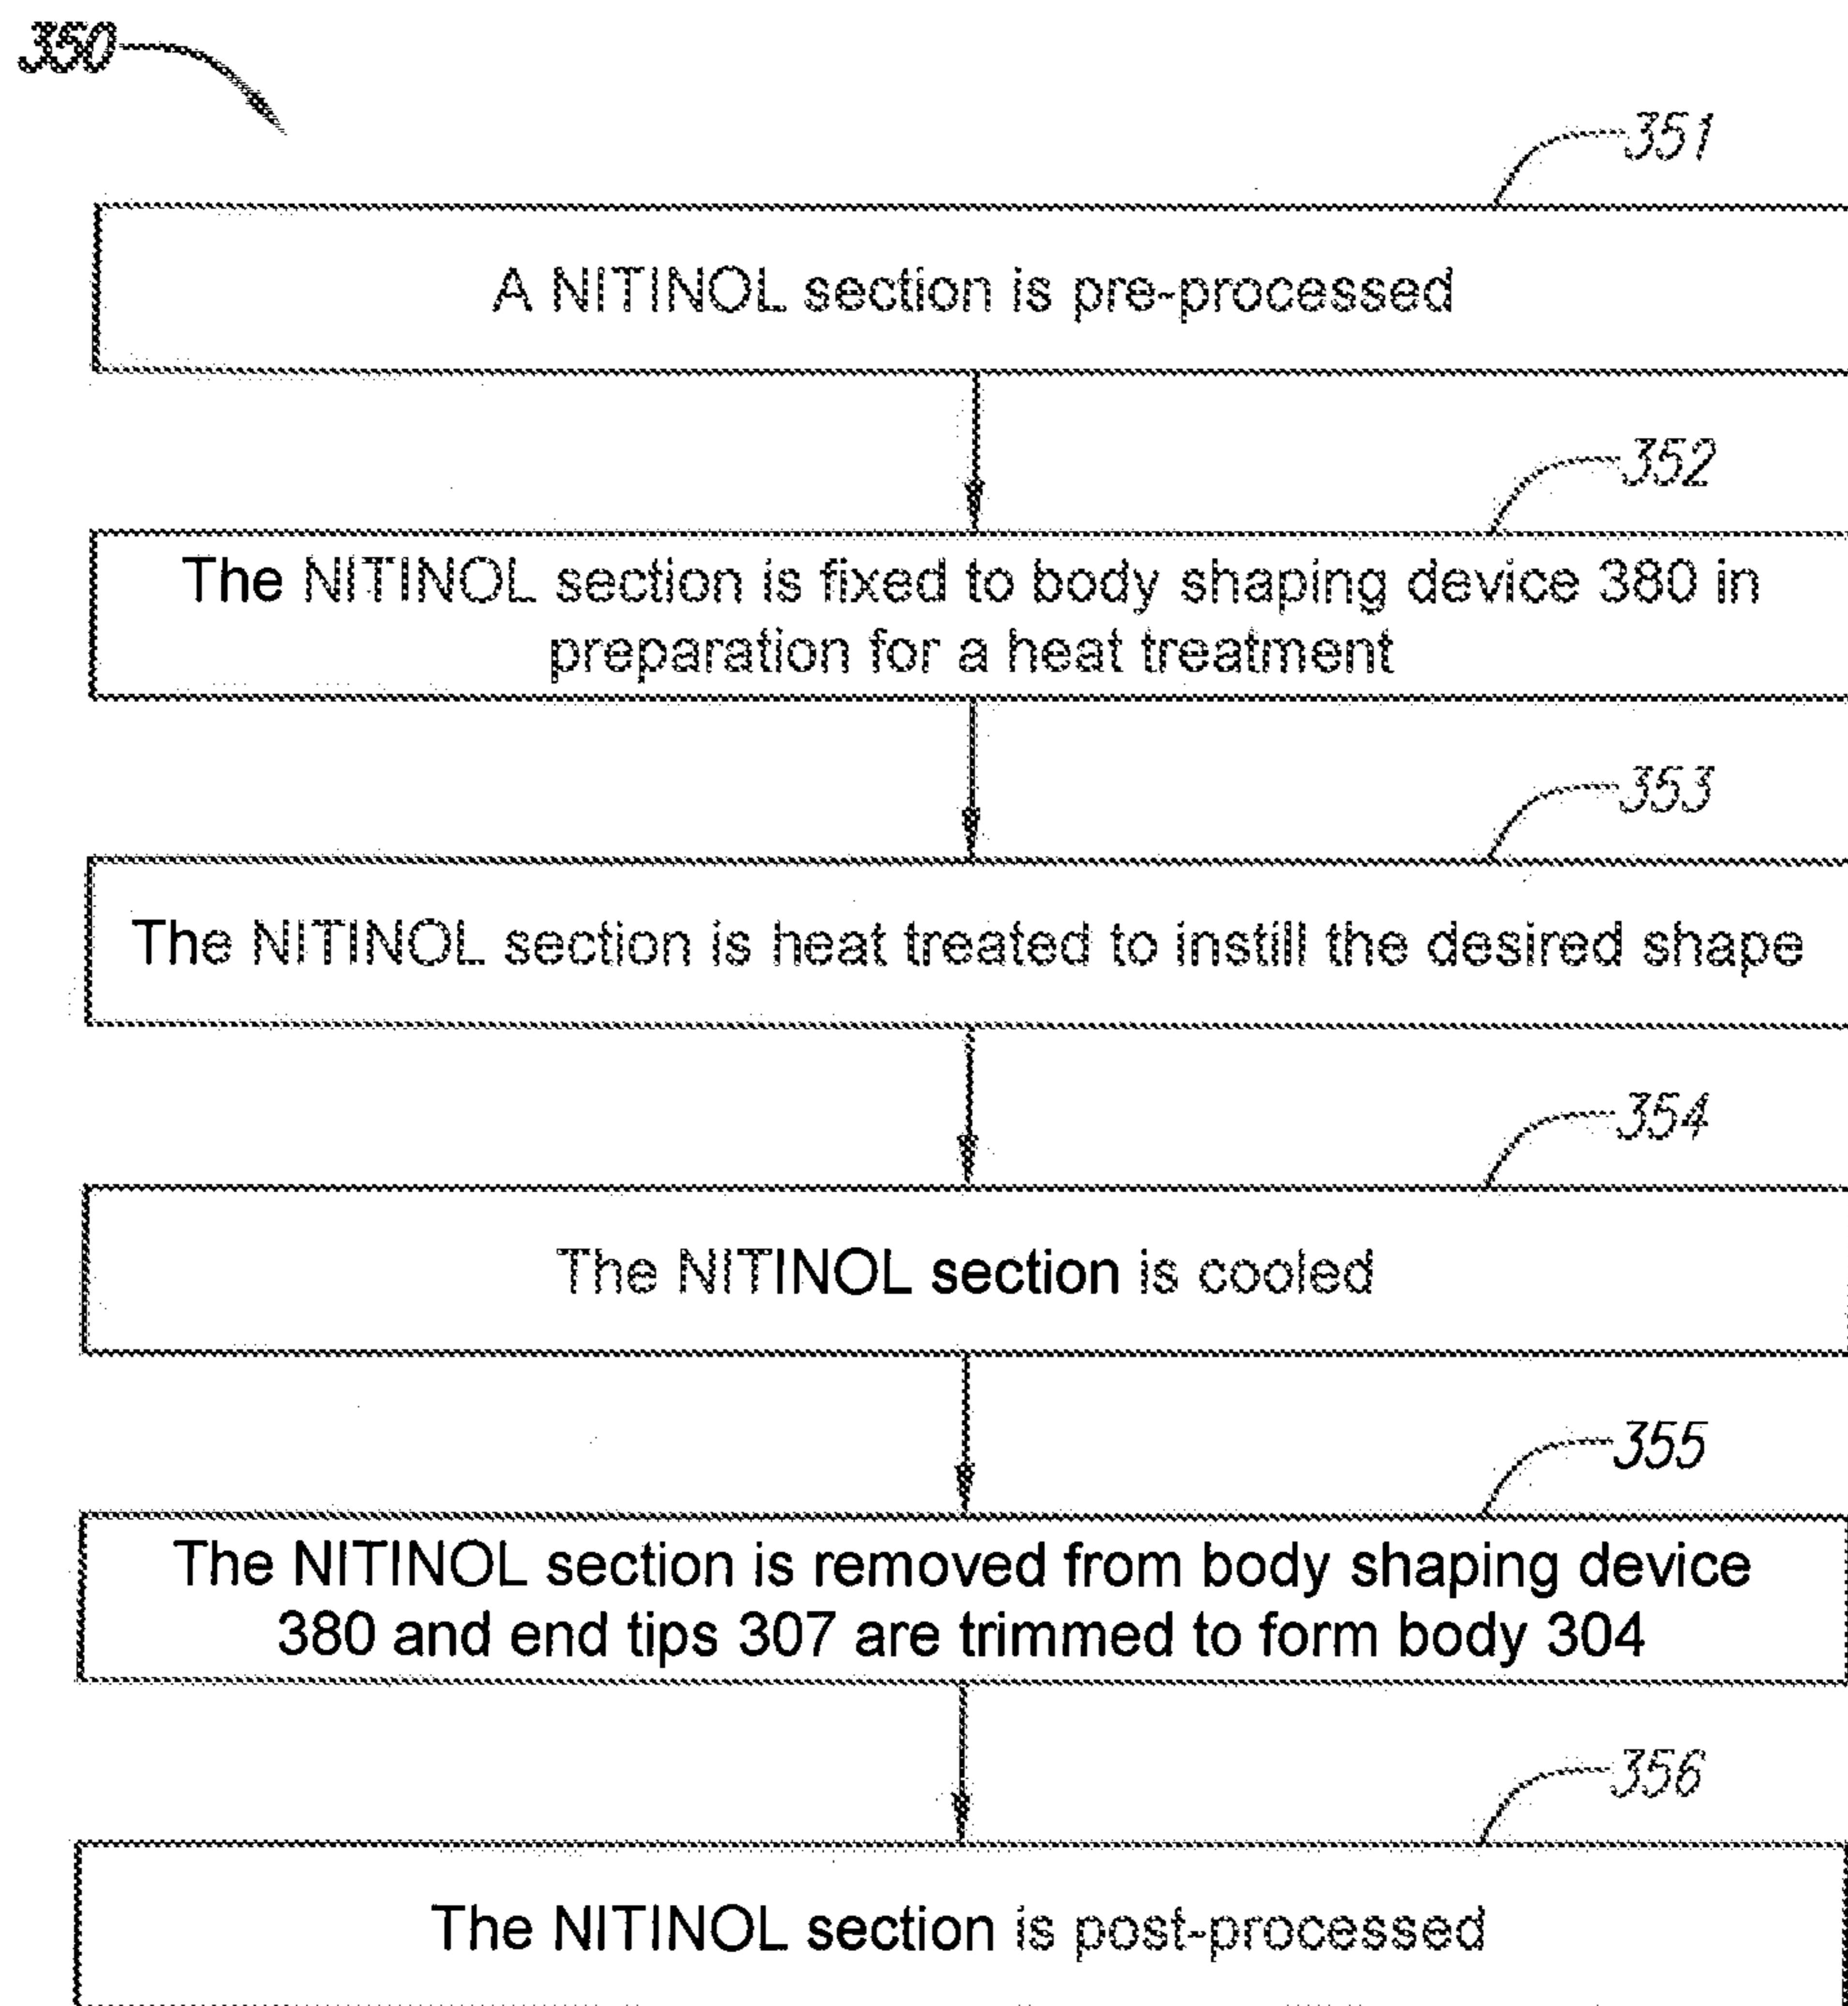 350
351
A NITINOL section is pre-processed
352
The NITINOL section is fixed to body shaping device 380 in
preparation for a heat treatment
353
The NITINOL section is heat treated to instill the desired shape
354
The NITINOL section is cooled
355
The NITINOL section is removed from body shaping device
380 and end tips 307 are trimmed to form body 304
356
The NITINOL section is post-processed